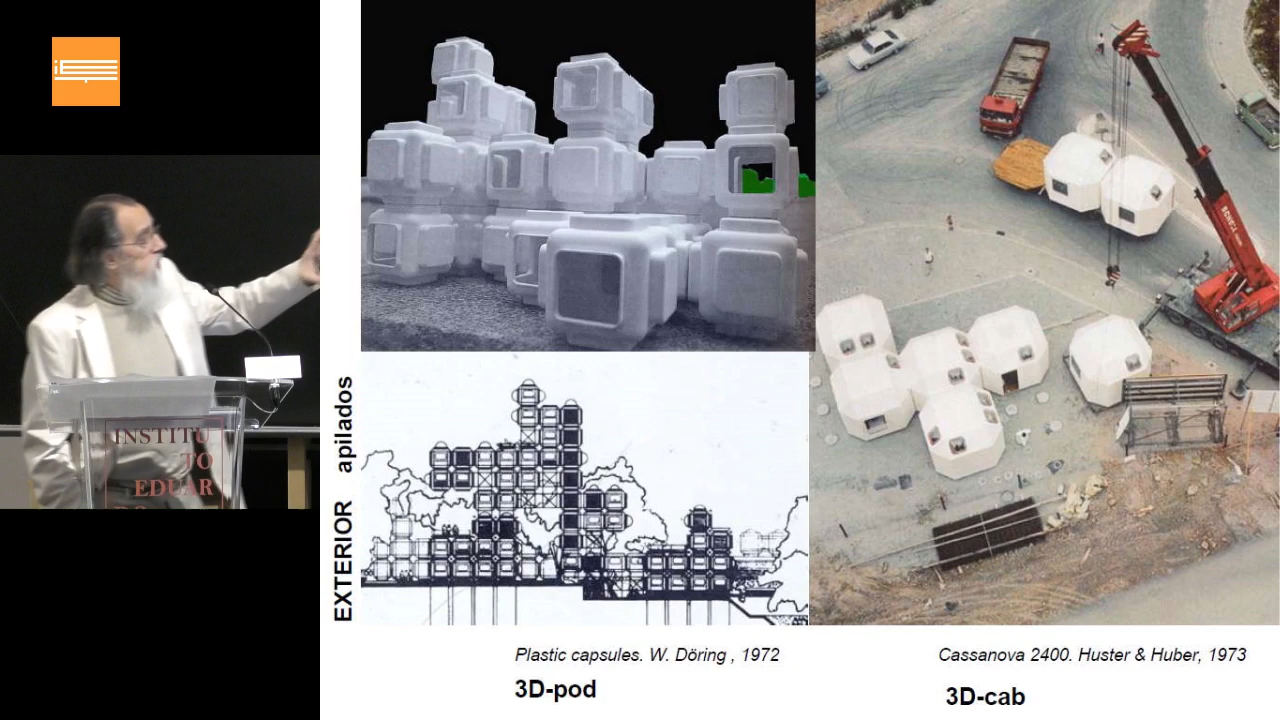 INSTITU
TO
EDUAR
EXTERIOR apilados
Plastic capsules. W. Döring , 1972
3D-pod
Cassanova 2400. Huster & Huber, 1973
3D-cab